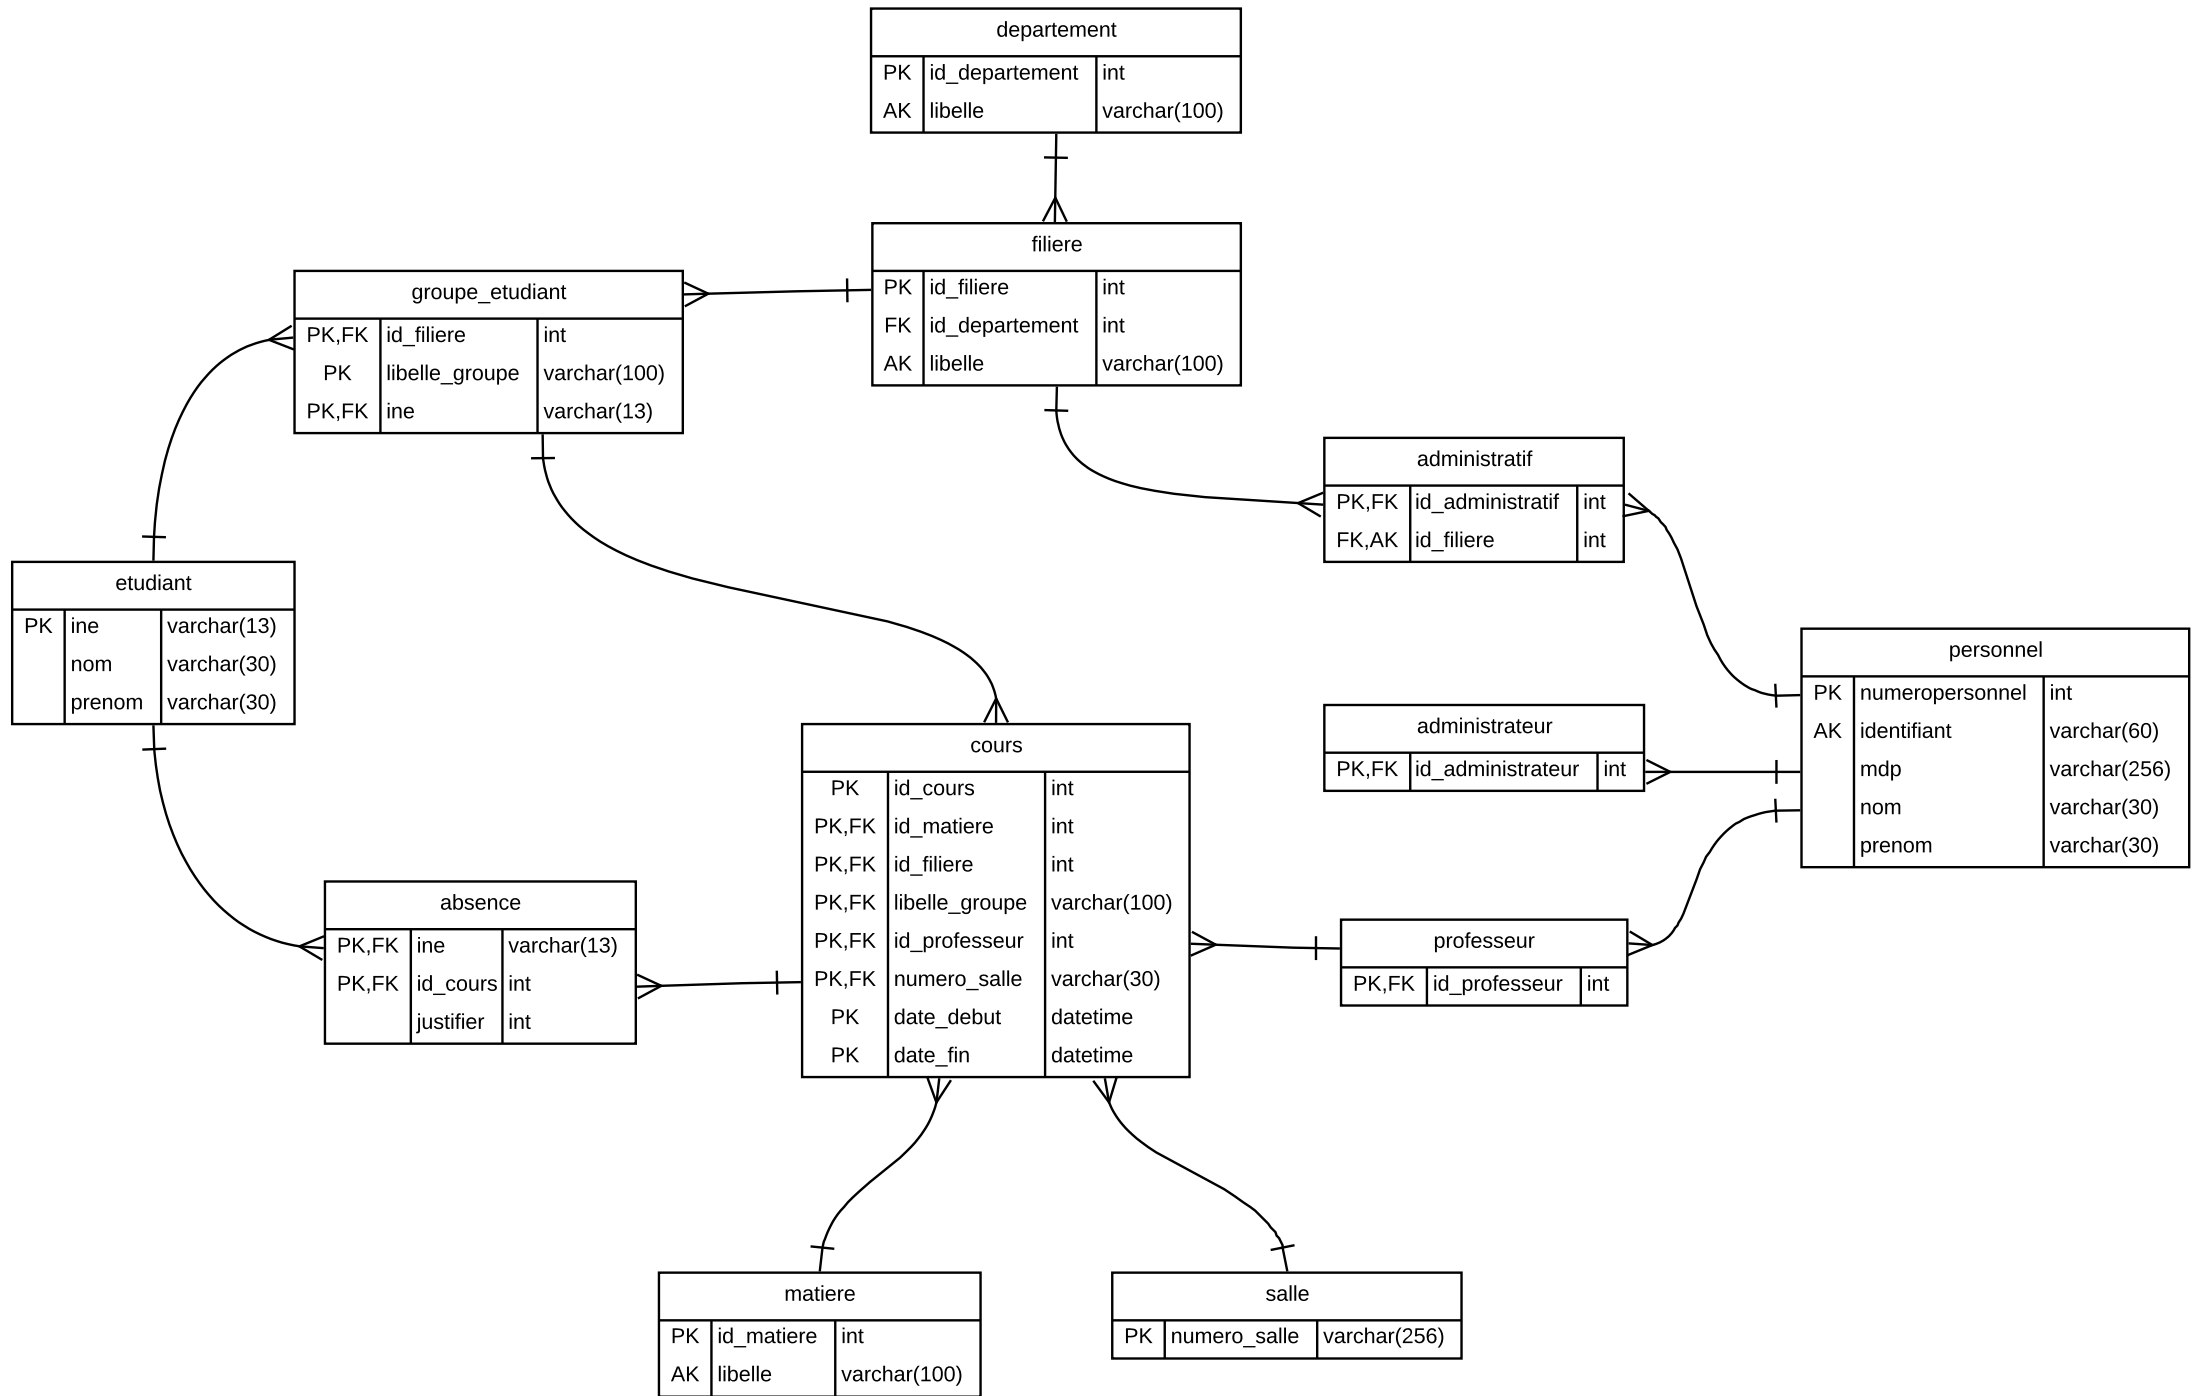 departement
PK id_departement int
AK libelle varchar(100)
filiere
PK id_filiere int
FK id_departement int
AK libelle varchar(100)
groupe_etudiant
PK,FK id_filiere int
PK libelle_groupe varchar(100)
PK,FK ine varchar(13)
administratif
PK,FK id_administratif int
FK,AK id_filiere int
etudiant
PK ine varchar(13)
nom varchar(30)
prenom varchar(30)
personnel
PK numeropersonnel int
AK identifiant varchar(60)
mdp varchar(256)
nom varchar(30)
prenom varchar(30)
administrateur
PK,FK id_administrateur int
cours
PK id_cours int
PK,FK id_matiere int
PK,FK id_filiere int
PK,FK libelle_groupe varchar(100)
PK,FK id_professeur int
PK,FK numero_salle varchar(30)
PK date_debut datetime
PK date_fin datetime
absence
PK,FK ine varchar(13)
PK,FK id_cours int
justifier int
professeur
PK,FK id_professeur int
matiere
PK id_matiere int
AK libelle varchar(100)
salle
PK numero_salle varchar(256)